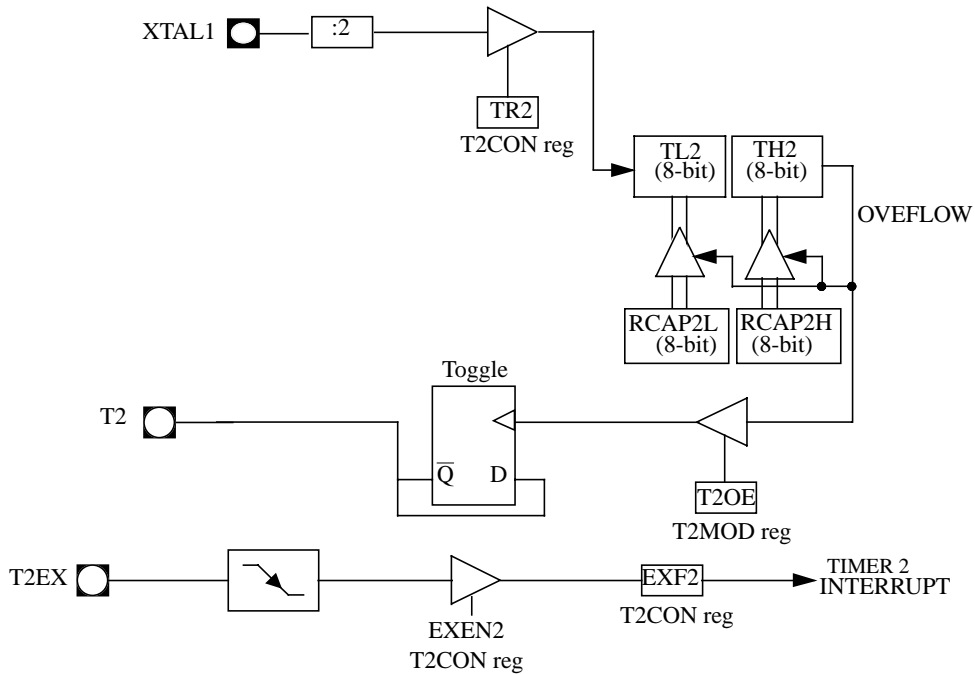 XTAL1
:2
TR2
T2CON reg
TL2
(8-bit)
TH2
(8-bit)
OVEFLOW
RCAP2L
(8-bit)
RCAP2H
(8-bit)
Toggle
T2
Q
D
T2OE
T2MOD reg
T2EX
EXEN2
T2CON reg
EXF2
T2CON reg
TIMER 2
INTERRUPT